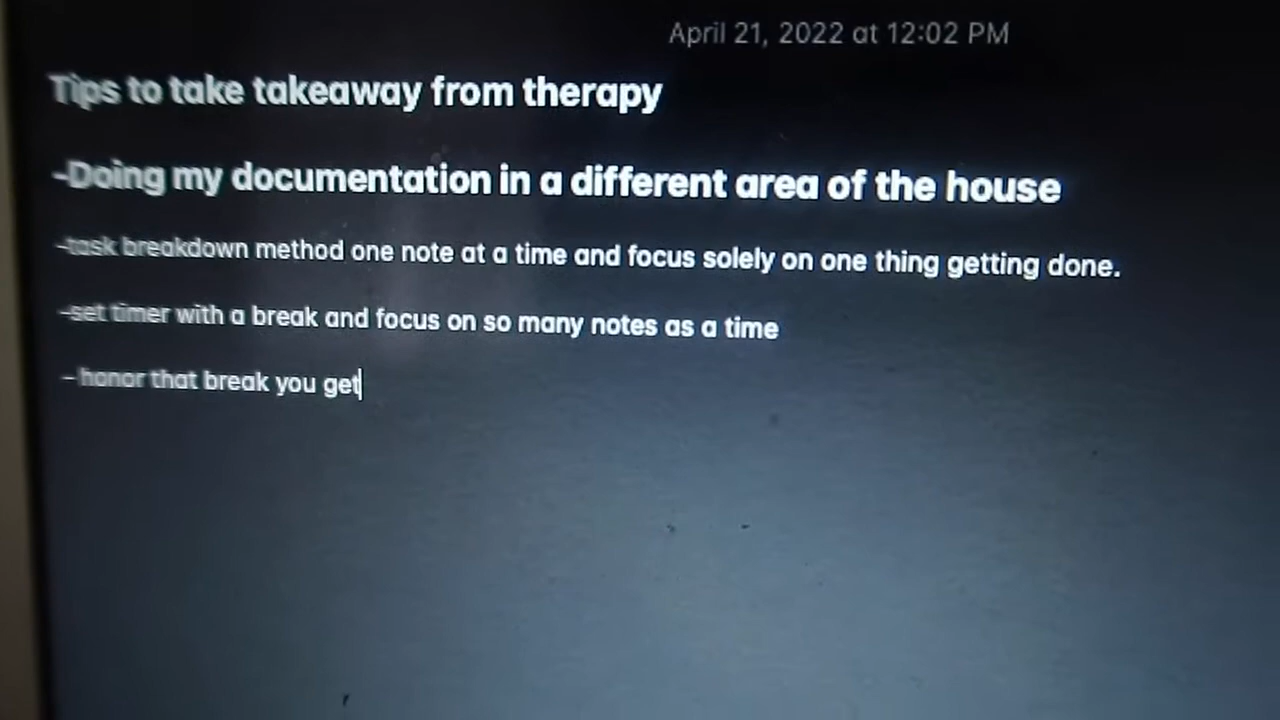 April 21, 2022 at 12:02 PM
Tips to take takeaway from therapy
-Doing my documentation in a different area of the house
-task breakdown method one note at a time and focus solely on one thing getting done.
-set timer with a break and focus on so many notes as a time
- honor that break you get